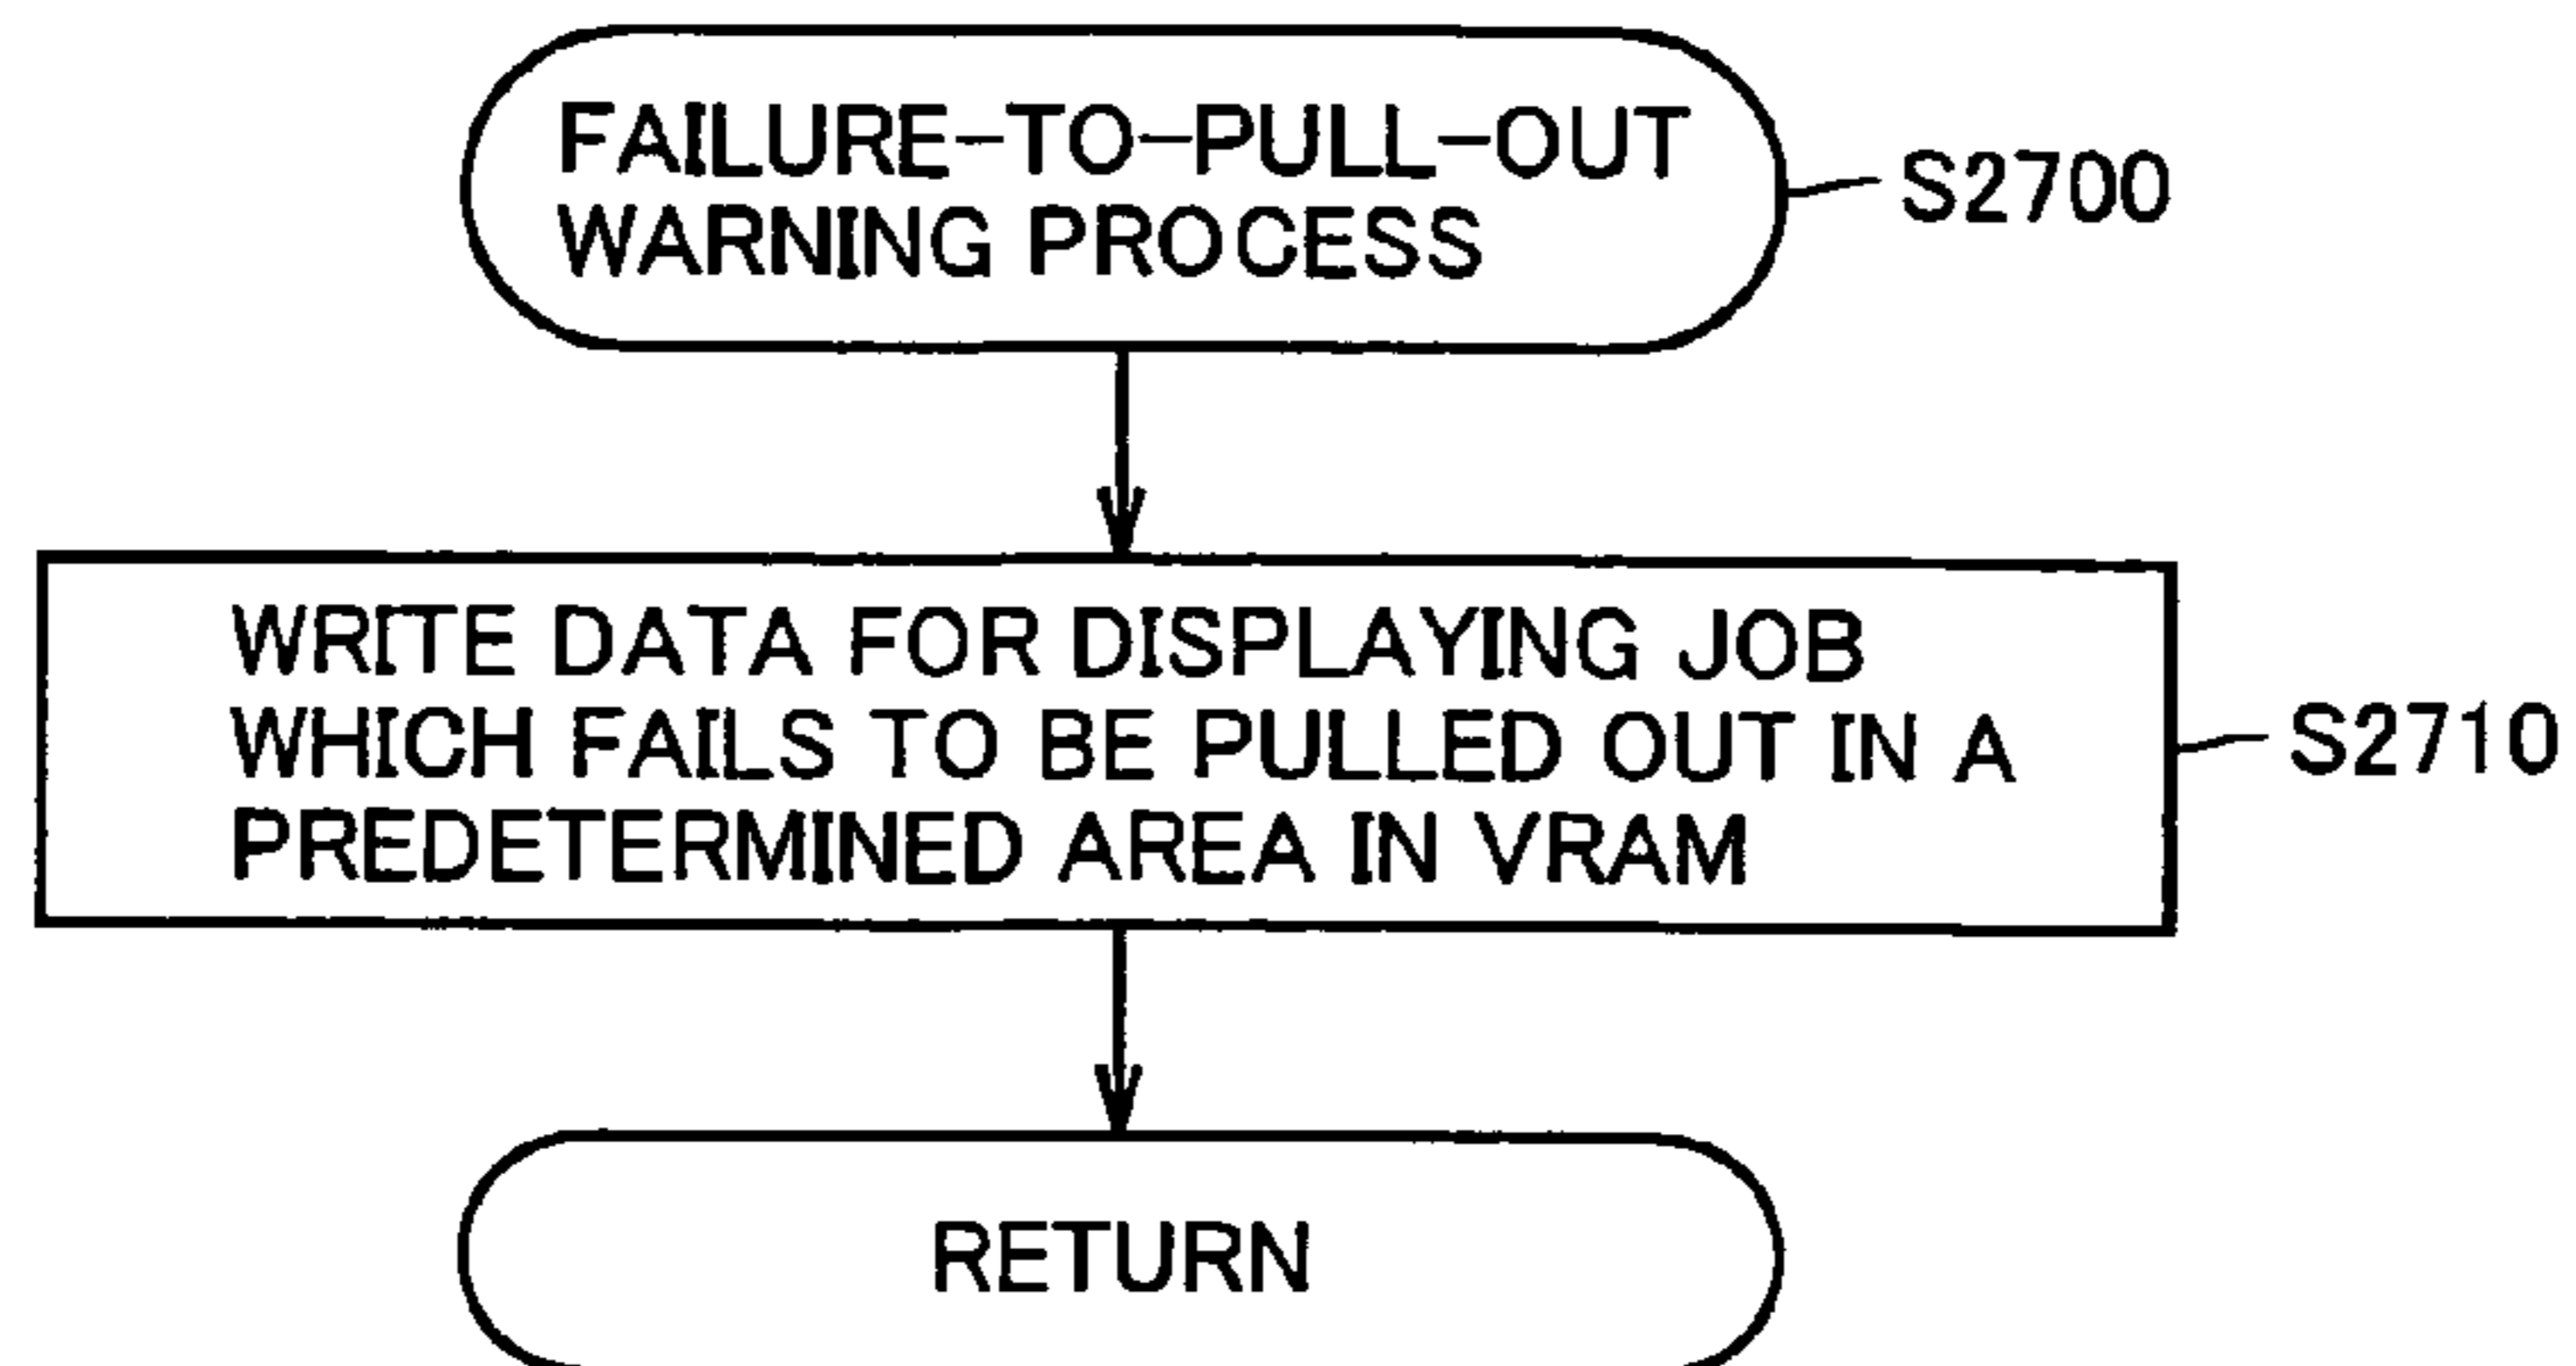 FAILURE-TO-PULL-OUT
WARNING PROCESS
S2700
WRITE DATA FOR DISPLAYING JOB
WHICH FAILS TO BE PULLED OUT IN A
PREDETERMINED AREA IN VRAM
S2710
RETURN